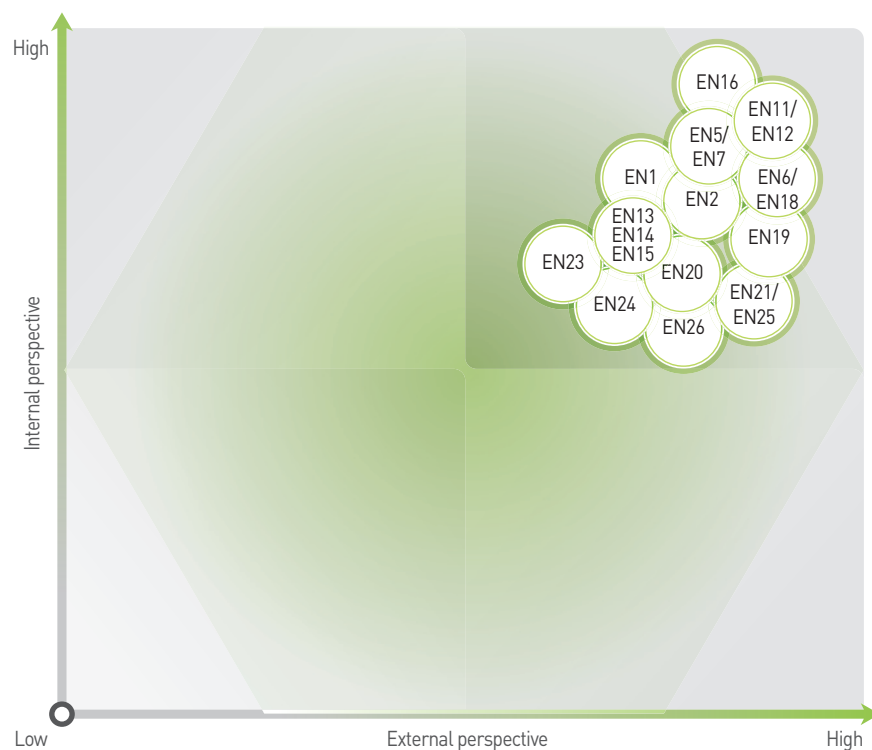 High
EN16
EN11/
EN12
EN5/
EN7
EN1
EN6/
EN18
EN2
EN13
EN14
EN15
EN19
EN23
EN20
EN21/
EN25
EN24
EN26
Internal perspective
Low
External perspective
High